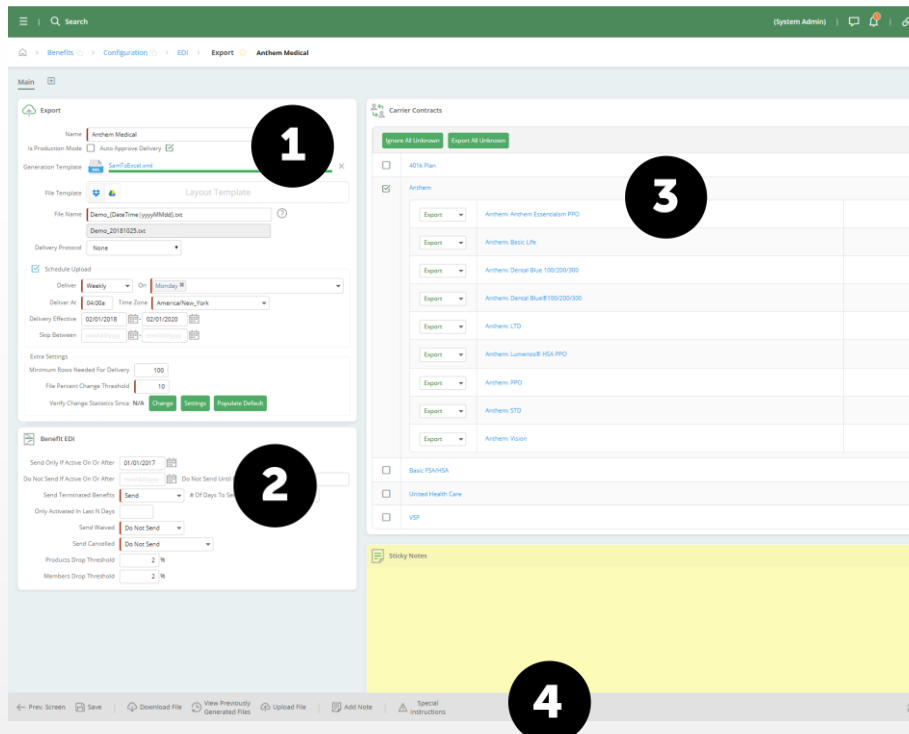 Search
(System Admin)
Benefits > Configuration > EDI > Export Anthem Medical
Main
Export
Name Anthem Medical
Is Production Mode Auto Approve Delivery
Generation Template SamToExcel.xml
File Template Layout Template
File Name Demo_{DateTime|yyyyMMdd}.txt
Demo_20181025.txt
Delivery Protocol None
Schedule Upload
Deliver Weekly On Monday
Deliver At 04:00a Time Zone America/New_York
Delivery Effective 02/01/2018 - 02/01/2020
Skip Between mm/dd/yyyy - mm/dd/yyyy
Extra Settings
Minimum Rows Needed For Delivery 100
File Percent Change Threshold 10
Verify Change Statistics Since N/A Change Settings Populate Default
1
Benefit EDI
Send Only If Active On Or After 01/01/2017
Do Not Send If Active On Or After mm/dd/yyyy Do Not Send Until
Send Terminated Benefits Send # Of Days To
Only Activated In Last N Days
Send Waived Do Not Send
Send Cancelled Do Not Send
Products Drop Threshold 2 %
Members Drop Threshold 2 %
2
Carrier Contracts
Ignore All Unknown Export All Unknown
401k Plan
Anthem
Export Anthem: Anthem Essentialsm PPO
Export Anthem: Basic Life
Export Anthem: Dental Blue 100/200/300
Export Anthem: Dental Blue®100/200/300
Export Anthem: LTD
Export Anthem: Lumenos® HSA PPO
Export Anthem: PPO
Export Anthem: STD
Export Anthem: Vision
Basic FSA/HSA
United Health Care
VSP
3
Sticky Notes
4
Prev. Screen Save Download File View Previously Generated Files Upload File Add Note Special Instructions